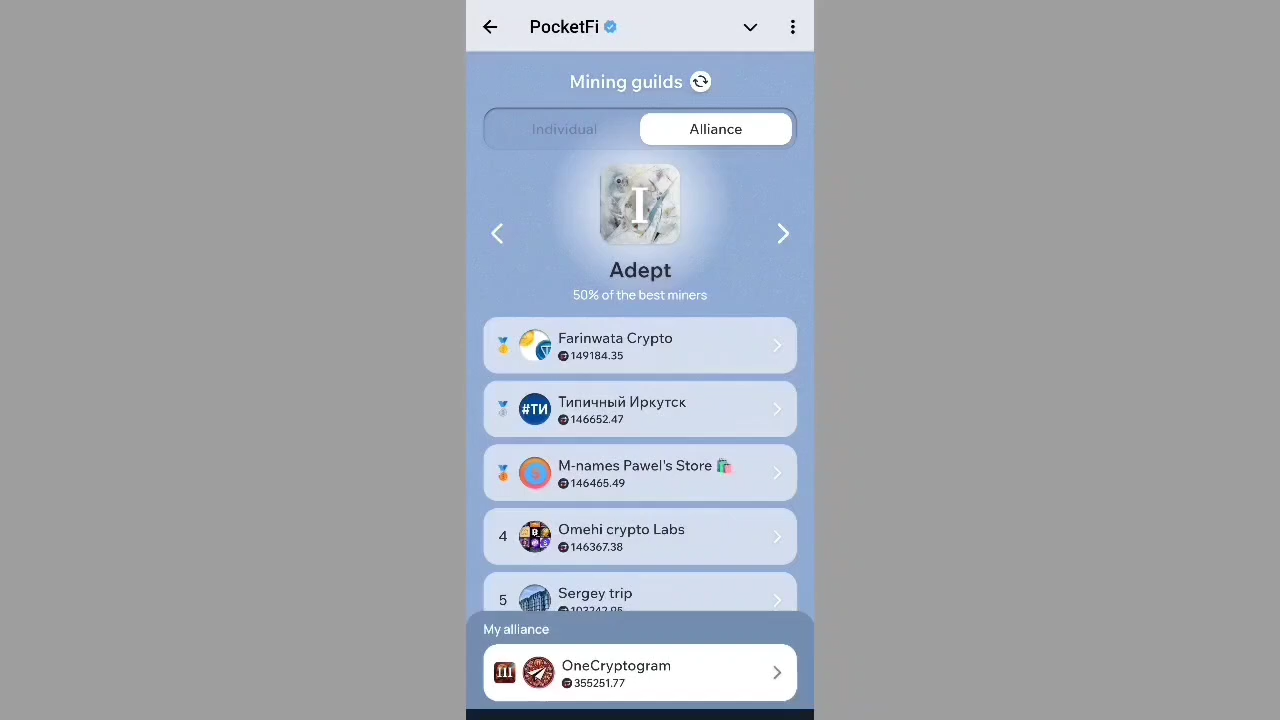 PocketFi
Mining guilds
Individual
Alliance
I
Adept
50% of the best miners
Farinwata Crypto
149184.35
#ТИ
Типичный Иркутск
146652.47
M-names Pawel's Store
146465.49
4
Omehi crypto Labs
146367.38
5
Sergey trip
My alliance
III
OneCryptogram
355251.77